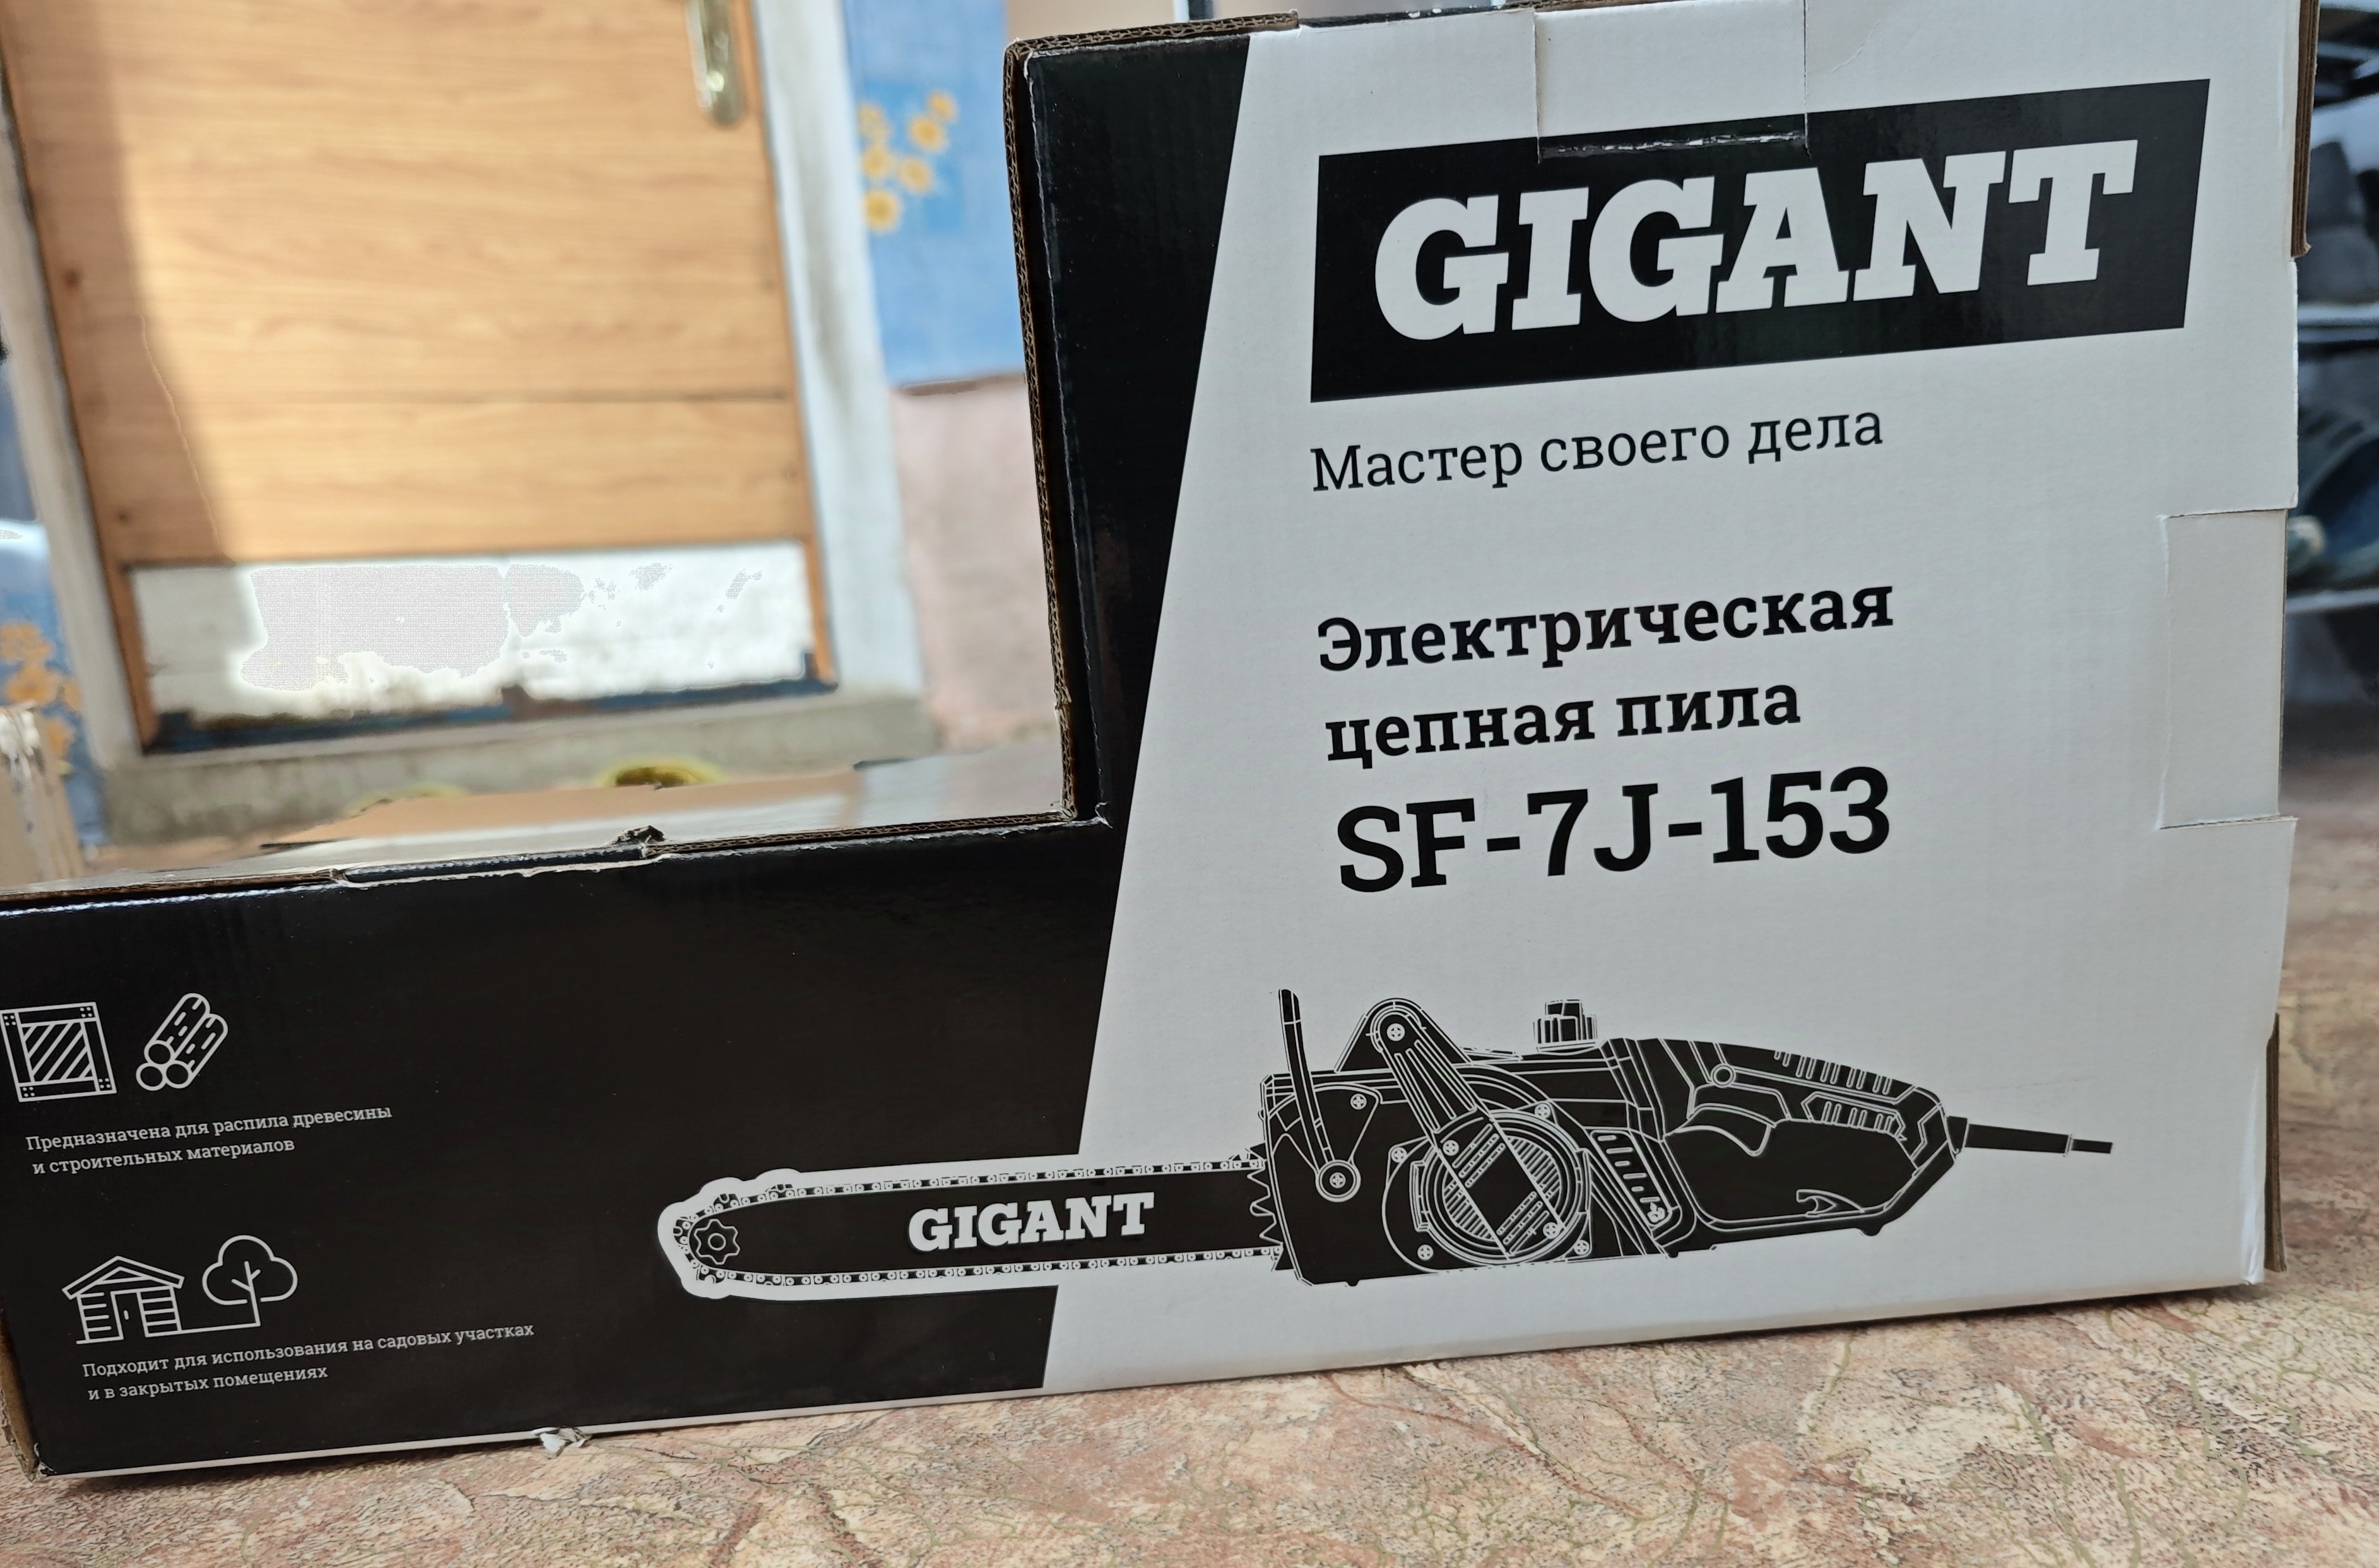 GIGANT
Мастер своего дела
Электрическая
цепная пила
SF-7J-153
GIGANT
Предназначена для распила древесины
и строительных материалов
Подходит для использования на садовых участках
и в закрытых помещениях